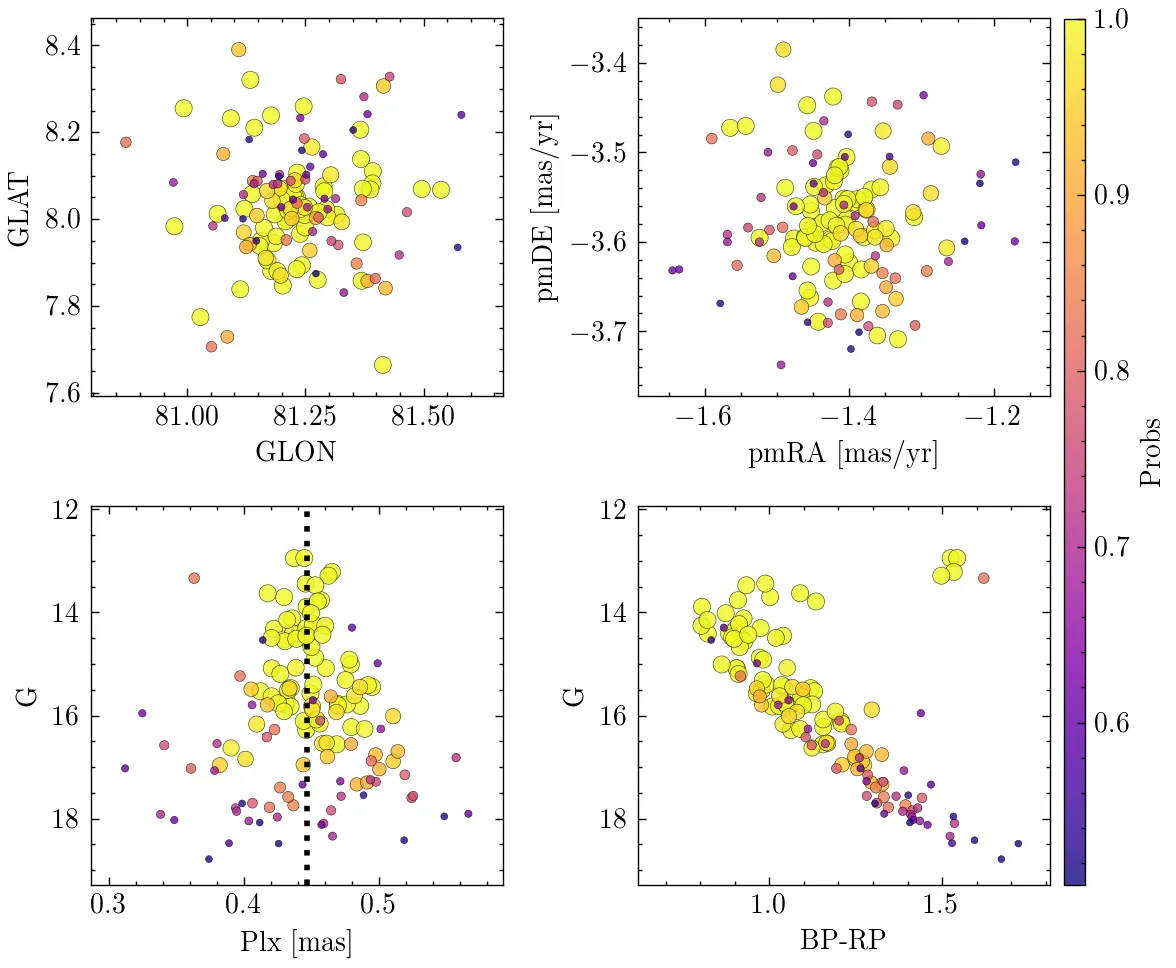 8.4
8.2
8.0
7.8
7.6
GLAT
81.00 81.25 81.50
GLON
−3.4
−3.5
−3.6
−3.7
pmDE [mas/yr]
−1.6 −1.4 −1.2
pmRA [mas/yr]
1.0
0.9
0.8
0.7
0.6
Probs
12
14
16
18
G
0.3 0.4 0.5
Plx [mas]
12
14
16
18
G
1.0 1.5
BP-RP